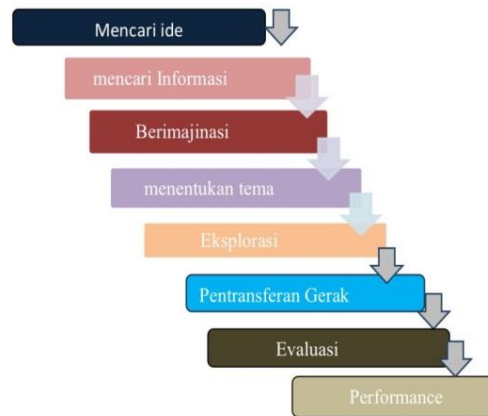 Mencari ide
mencari Informasi
Berimajinasi
menentukan tema
Eksplorasi
Pentransferan Gerak
Evaluasi
Performance